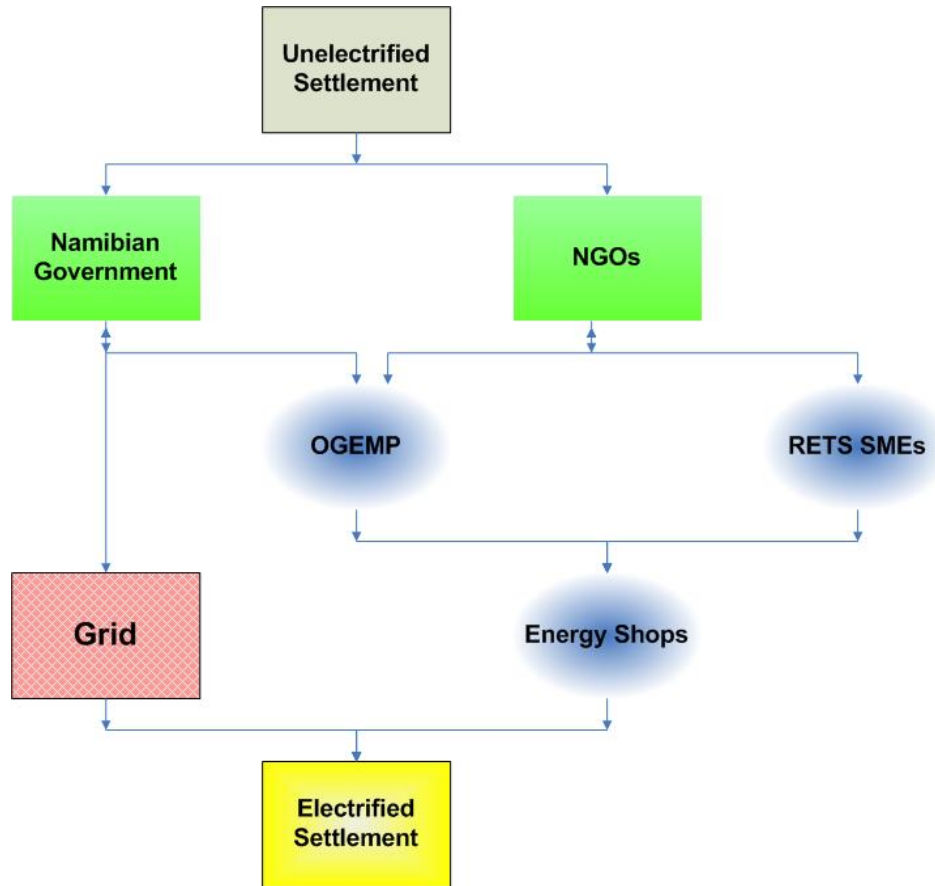 Unelectrified
Settlement
Namibian
Government
NGOs
OGEMP
RETS SMEs
Grid
Energy Shops
Electrified
Settlement